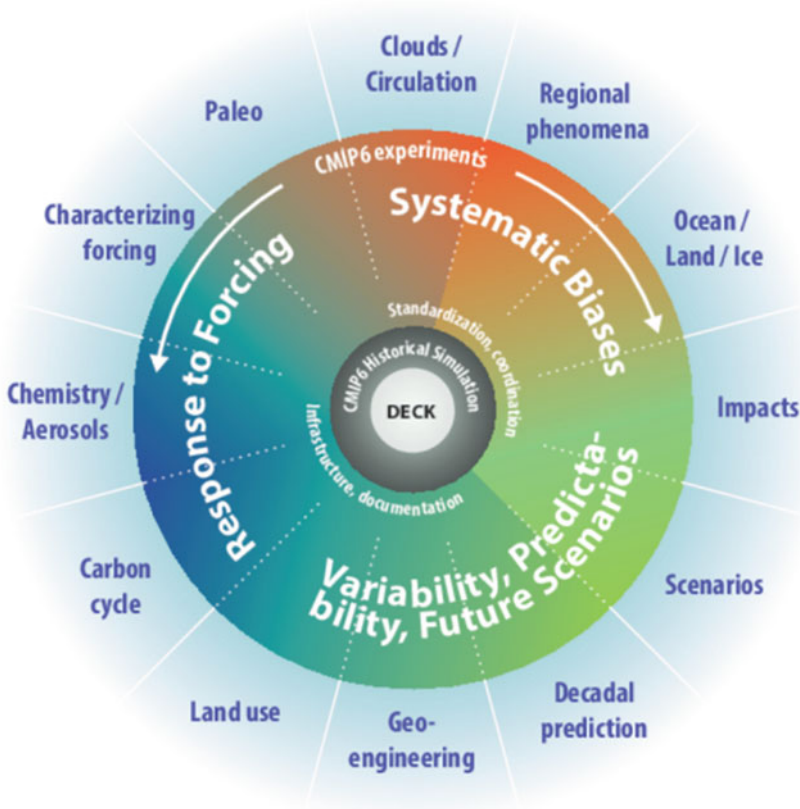 Clouds /
Circulation
Regional
phenomena
Ocean /
Land / Ice
Impacts
Scenarios
Decadal
prediction
Geo-
engineering
Land use
Carbon
cycle
Chemistry /
Aerosols
Characterizing
forcing
Paleo
CMIP6 experiments
Systematic Biases
Variability, Predicta-
bility, Future Scenarios
Response to Forcing
Standardization, coordination
Infrastructure, documentation
CMIP6 Historical Simulation
DECK